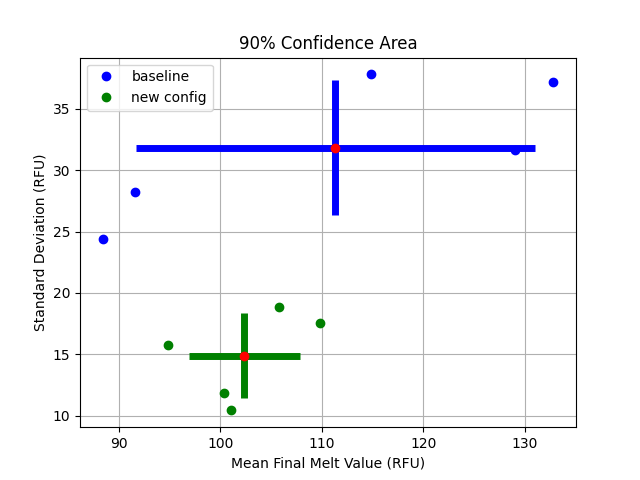 90% Confidence Area
baseline
new config
Standard Deviation (RFU)
35
30
25
20
15
10
90
100
110
120
130
Mean Final Melt Value (RFU)